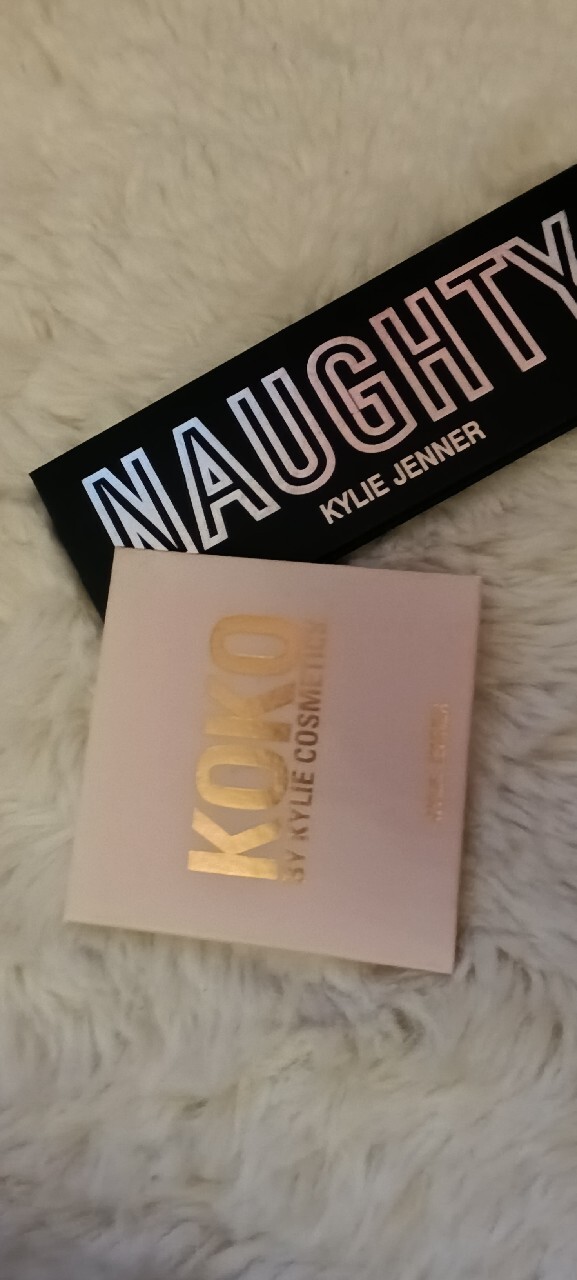 NAUGHTY
KYLIE JENNER
KOKO
BY KYLIE COSMETICS